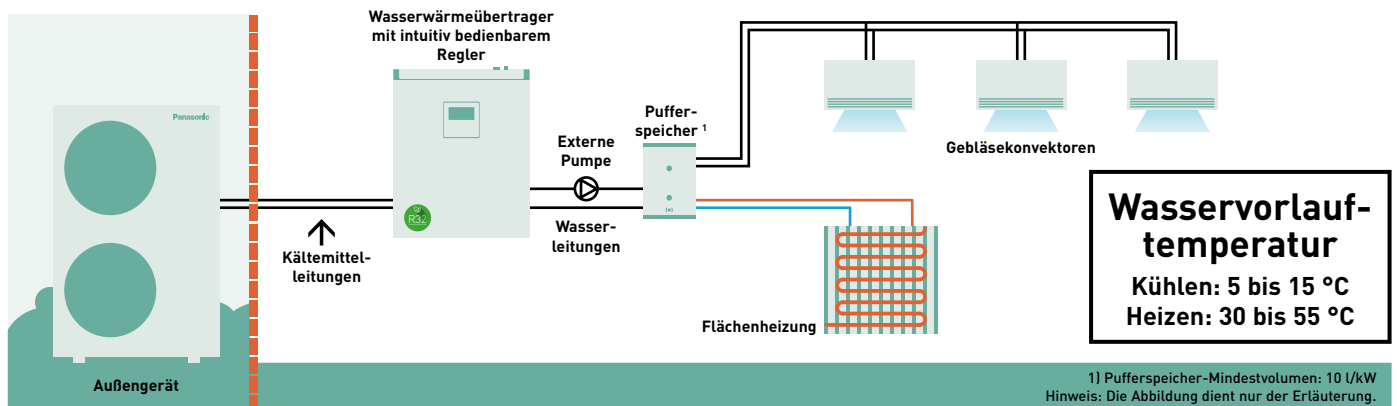 Wasserwärmeübertrager
mit intuitiv bedienbarem
Regler
Panasonic
R32
Kältemittel-
leitungen
Externe
Pumpe
Wasser-
leitungen
Puffer-
speicher ¹
Gebläsekonvektoren
Flächenheizung
Wasservorlauf-
temperatur
Kühlen: 5 bis 15 °C
Heizen: 30 bis 55 °C
Außengerät
1) Pufferspeicher-Mindestvolumen: 10 l/kW
Hinweis: Die Abbildung dient nur der Erläuterung.